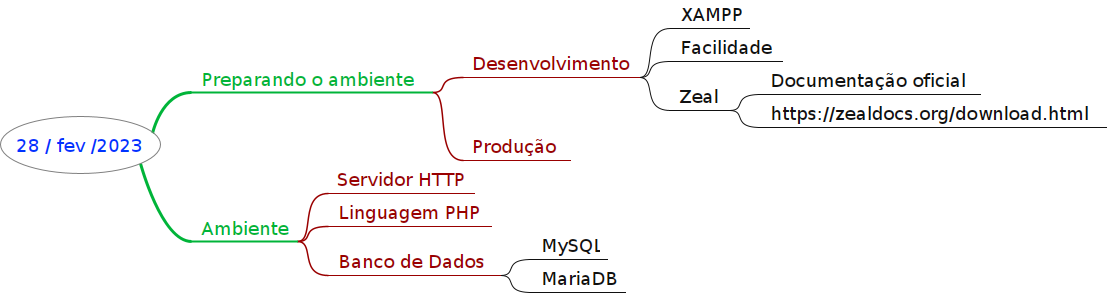 28 / fev /2023
Preparando o ambiente
Desenvolvimento
XAMPP
Facilidade
Zeal
Documentação oficial
https://zealdocs.org/download.html
Produção
Ambiente
Servidor HTTP
Linguagem PHP
Banco de Dados
MySQL
MariaDB